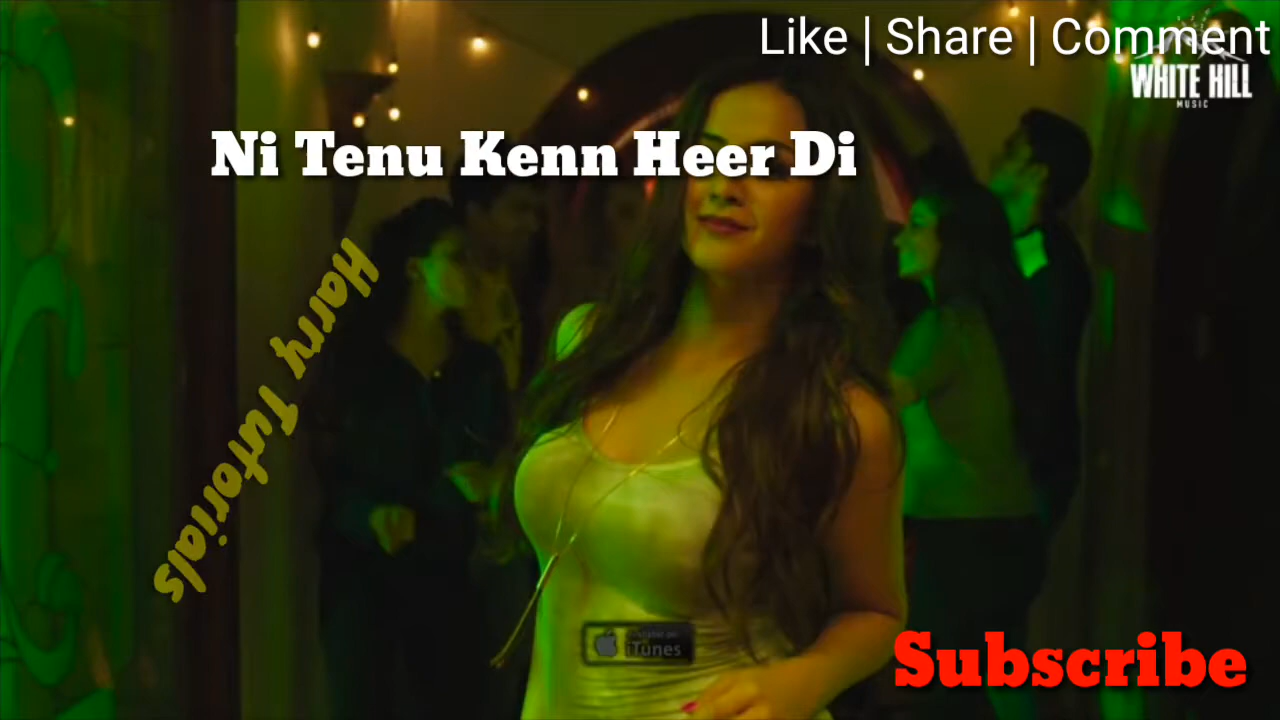 Like | Share | Comment
WHITE HILL
MUSIC
Ni Tenu Kenn Heer Di
Harry Tutorials
iTunes
Subscribe